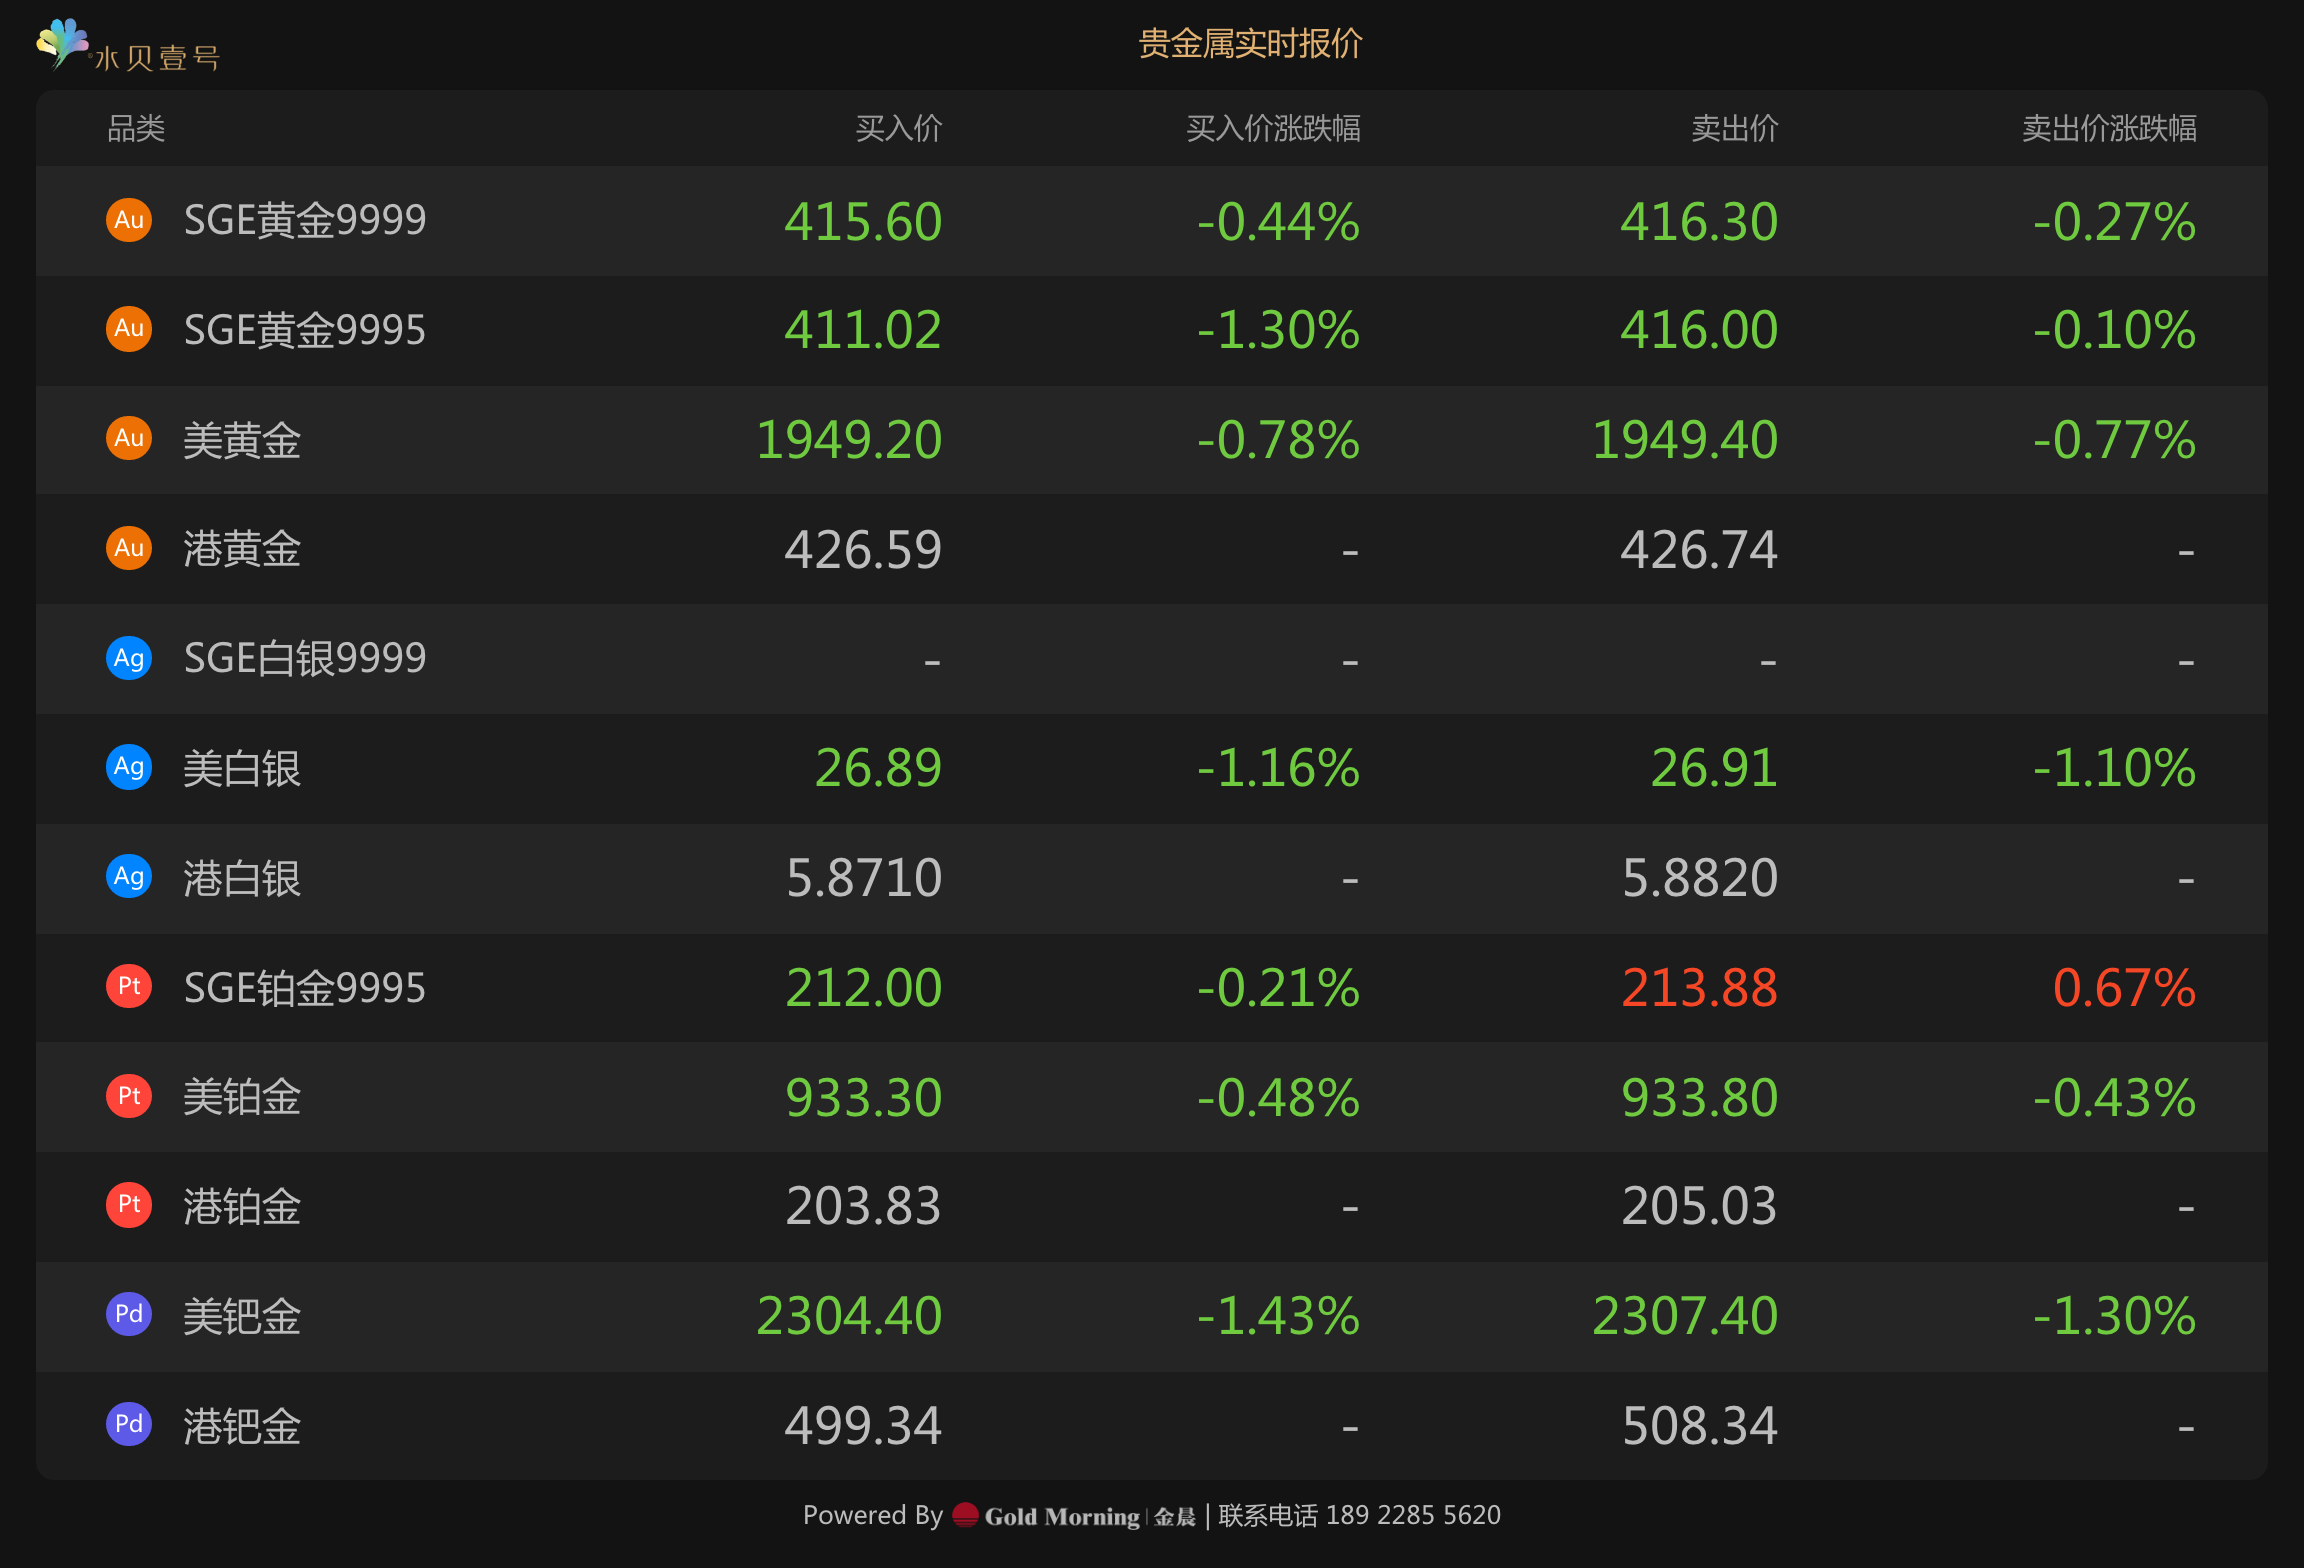 水贝壹号
贵金属实时报价
品类 买入价 买入价涨跌幅 卖出价 卖出价涨跌幅
Au SGE黄金9999 415.60 -0.44% 416.30 -0.27%
Au SGE黄金9995 411.02 -1.30% 416.00 -0.10%
Au 美黄金 1949.20 -0.78% 1949.40 -0.77%
Au 港黄金 426.59 - 426.74 -
Ag SGE白银9999 - - - -
Ag 美白银 26.89 -1.16% 26.91 -1.10%
Ag 港白银 5.8710 - 5.8820 -
Pt SGE铂金9995 212.00 -0.21% 213.88 0.67%
Pt 美铂金 933.30 -0.48% 933.80 -0.43%
Pt 港铂金 203.83 - 205.03 -
Pd 美钯金 2304.40 -1.43% 2307.40 -1.30%
Pd 港钯金 499.34 - 508.34 -
Powered By Gold Morning | 金晨 | 联系电话 189 2285 5620